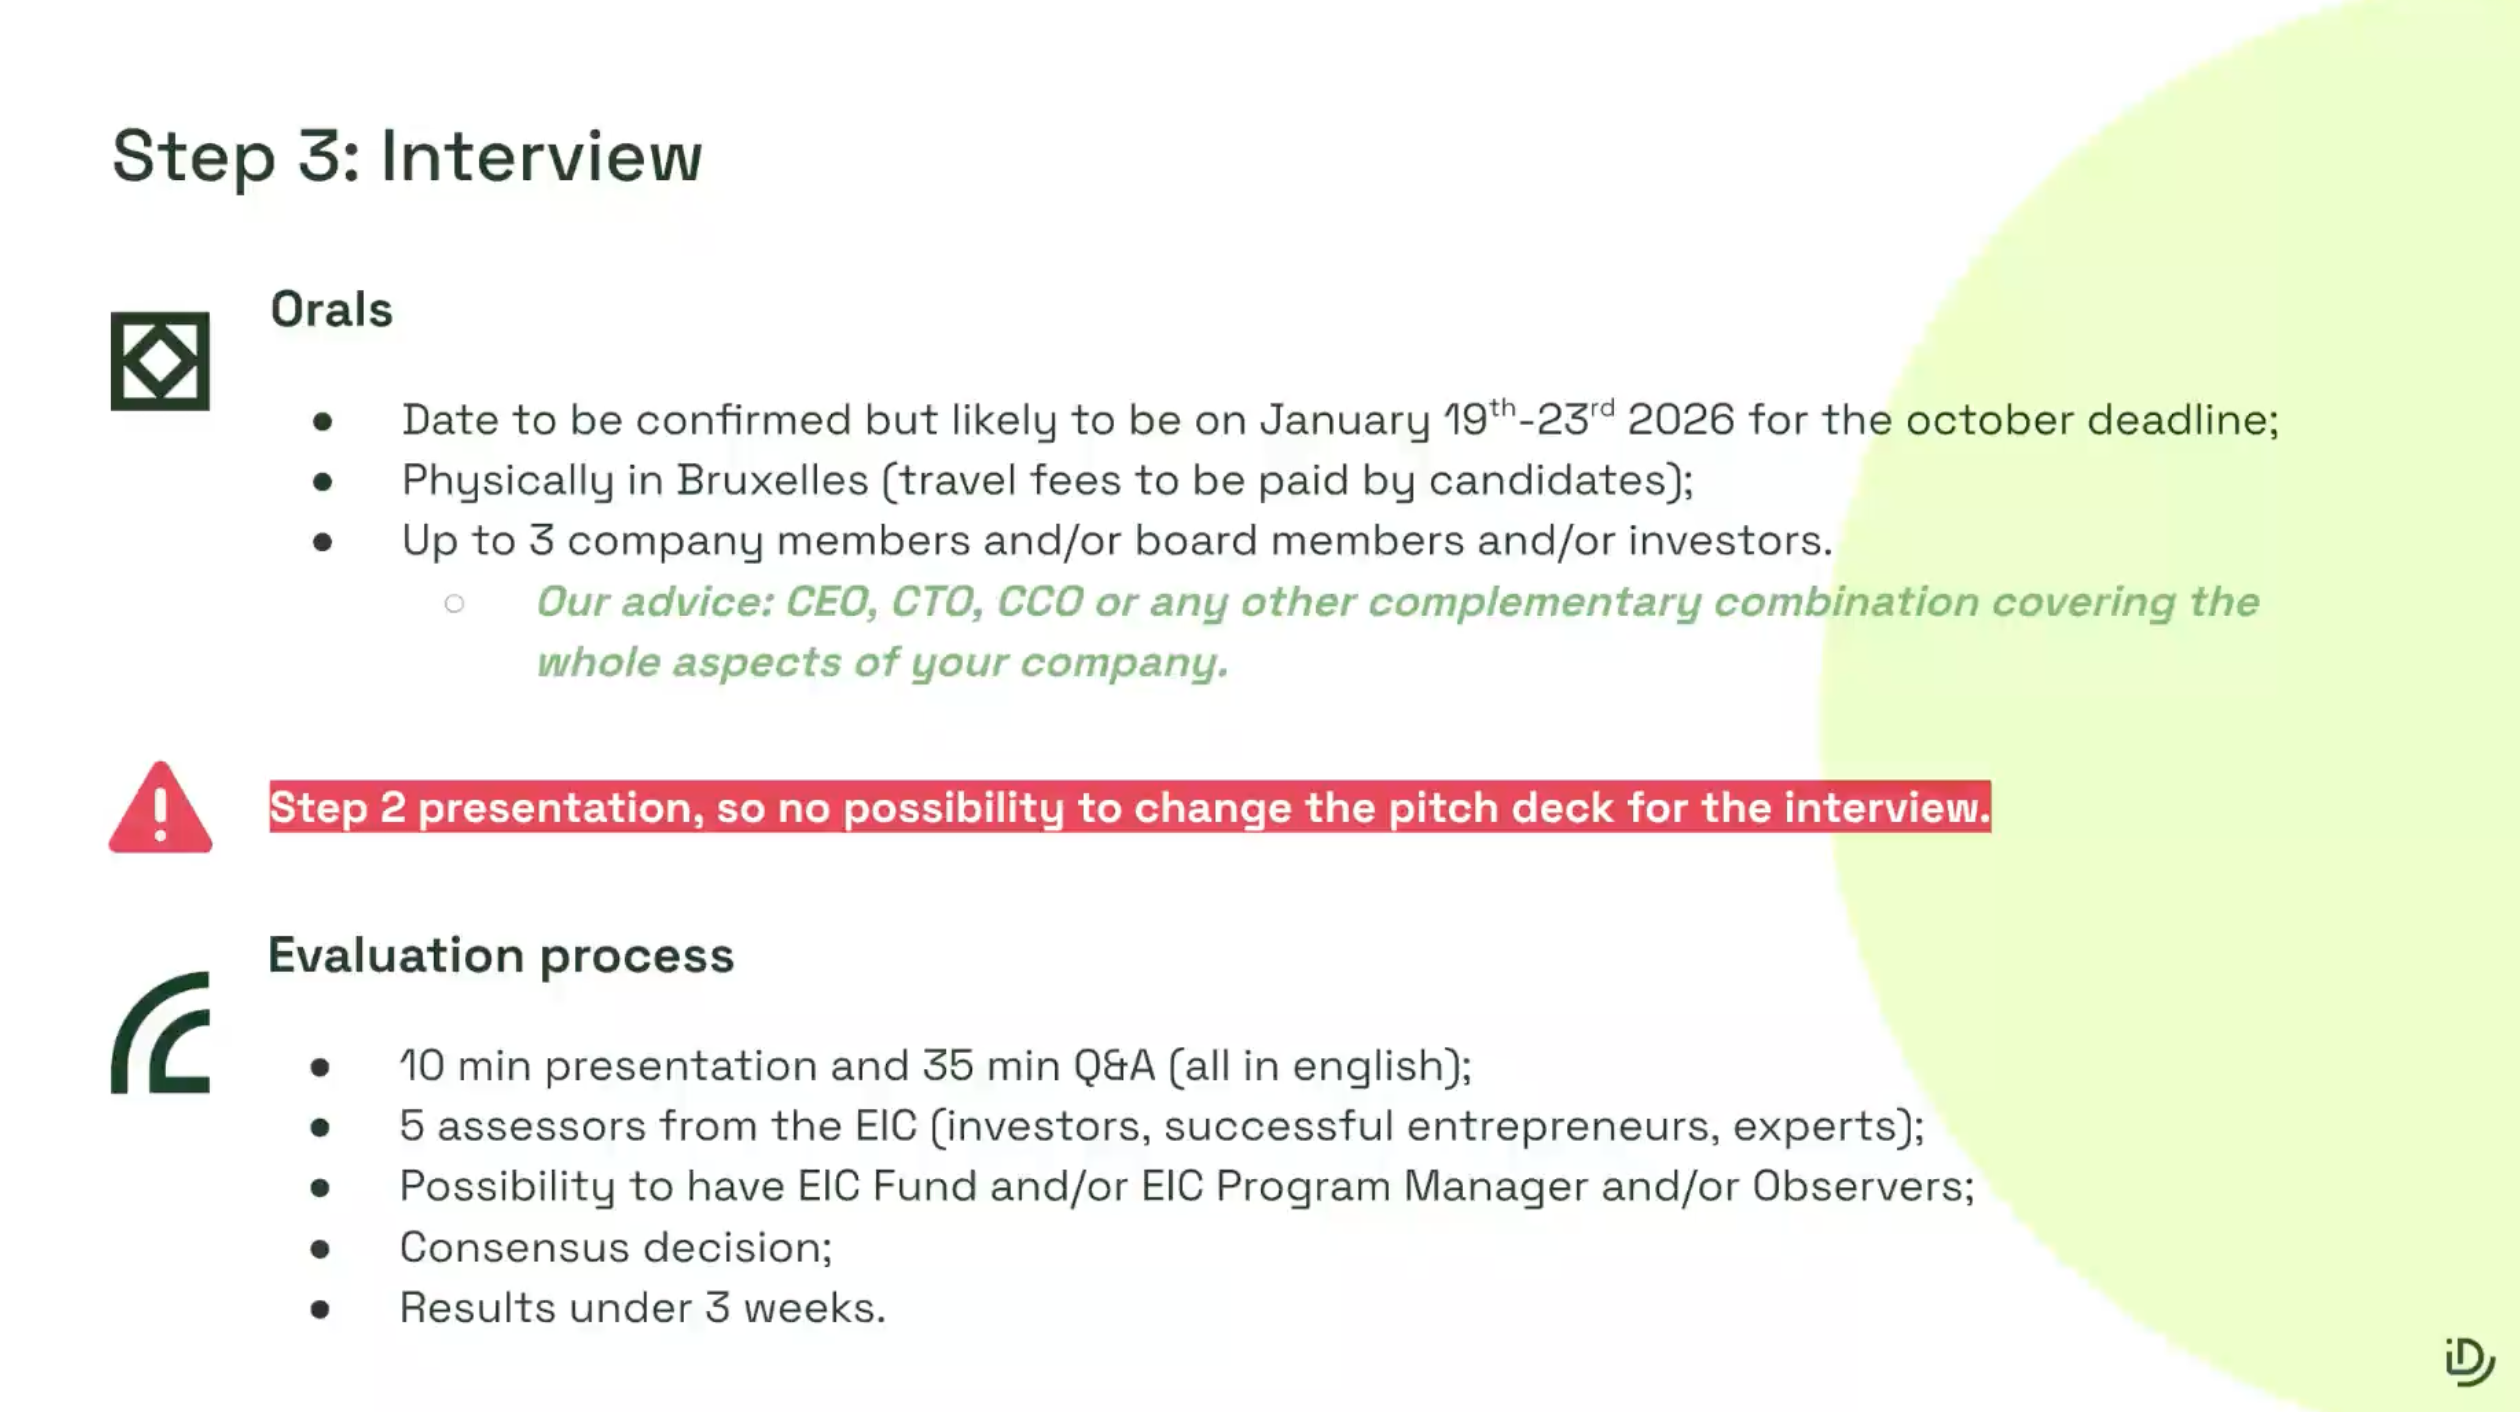 Step 3: Interview
Orals
● Date to be confirmed but likely to be on January 19th-23rd 2026 for the october deadline;
● Physically in Bruxelles (travel fees to be paid by candidates);
● Up to 3 company members and/or board members and/or investors.
○ Our advice: CEO, CTO, CCO or any other complementary combination covering the
whole aspects of your company.
Step 2 presentation, so no possibility to change the pitch deck for the interview.
Evaluation process
● 10 min presentation and 35 min Q&A (all in english);
● 5 assessors from the EIC (investors, successful entrepreneurs, experts);
● Possibility to have EIC Fund and/or EIC Program Manager and/or Observers;
● Consensus decision;
● Results under 3 weeks.
iD